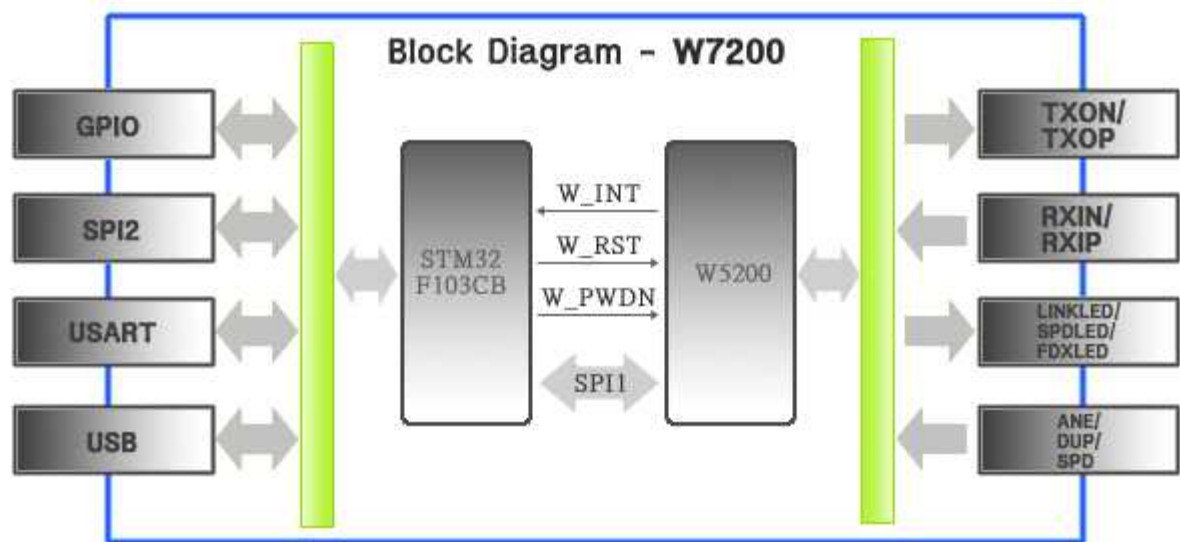 Block Diagram - W7200
GPIO
SPI2
USART
USB
STM32
F103CB
W_INT
W_RST
W_PWDN
SPI1
W5200
TXON/
TXOP
RXIN/
RXIP
LINKLED/
SPDLED/
FDXLED
ANE/
DUP/
SPD